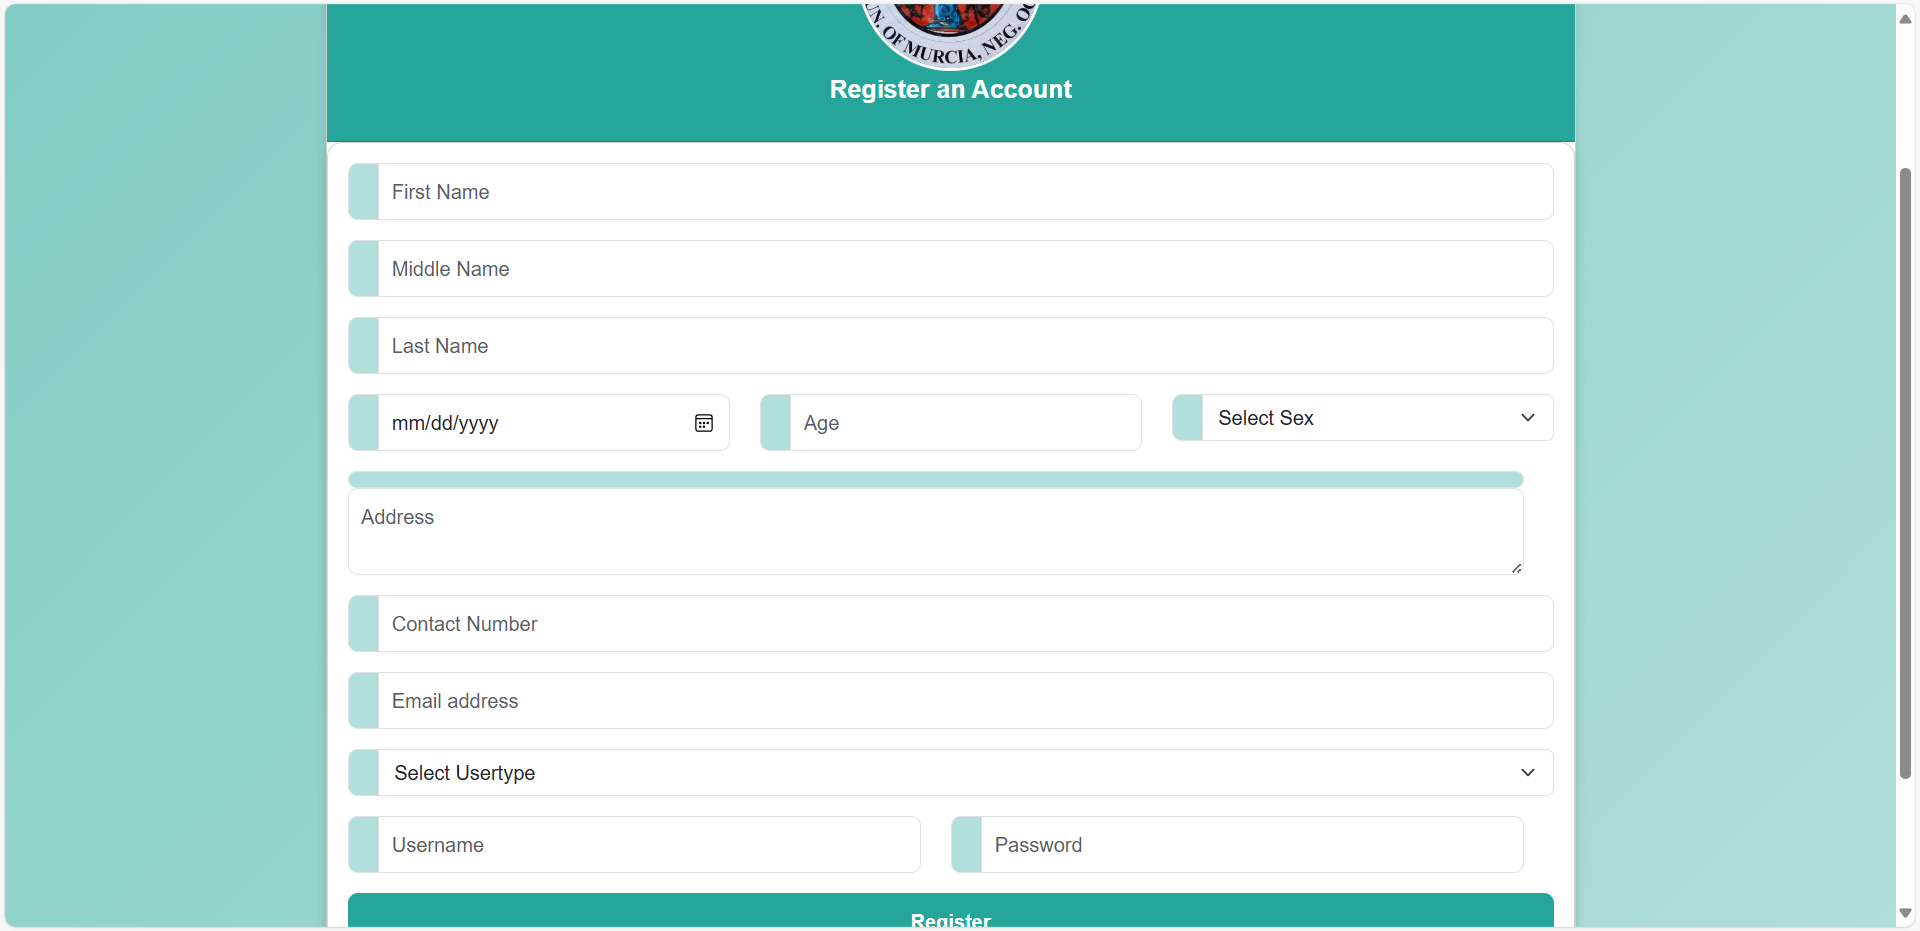 UN. OF MURCIA, NEG. OC
Register an Account
First Name
Middle Name
Last Name
mm/dd/yyyy
Age
Select Sex
Address
Contact Number
Email address
Select Usertype
Username
Password
Register